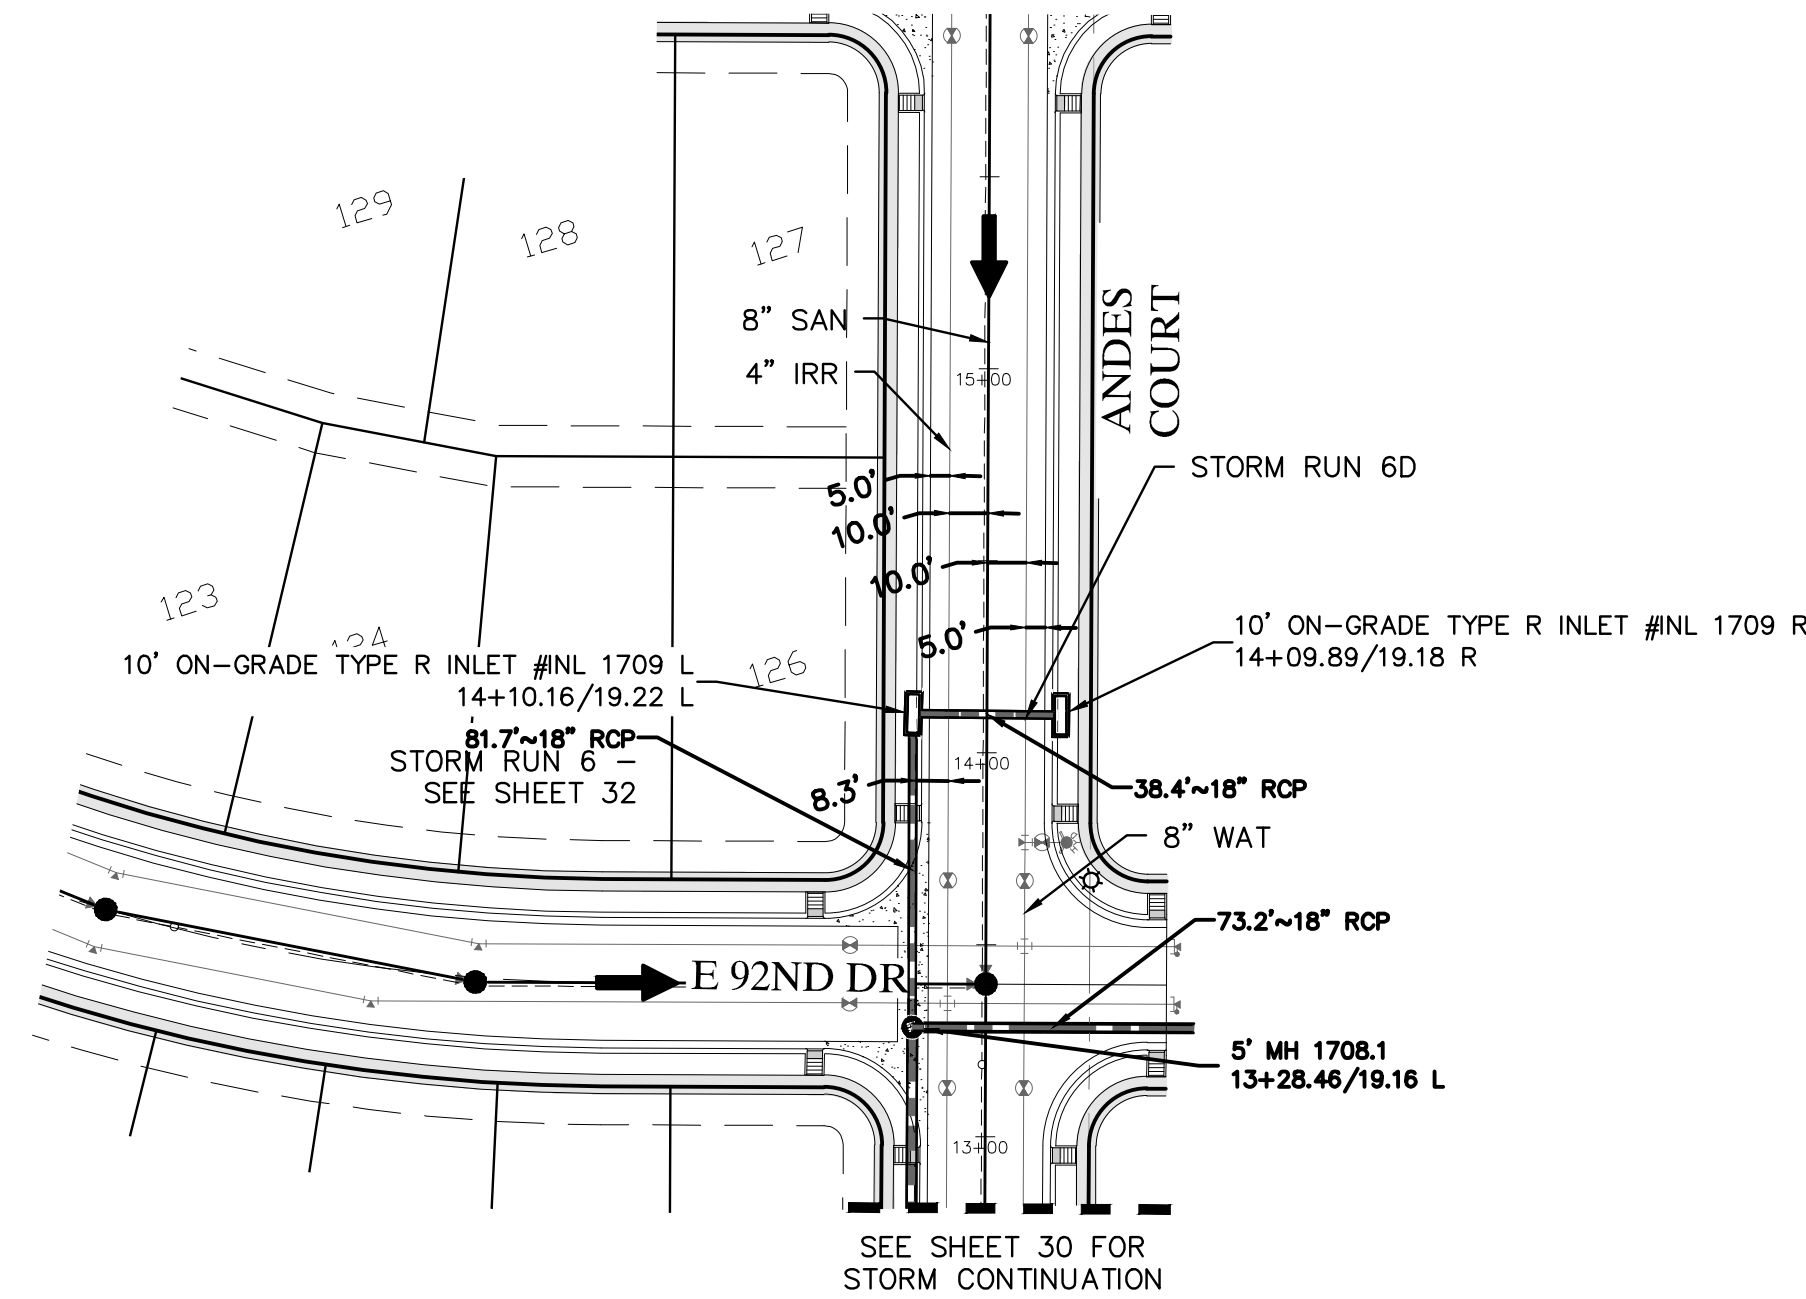 129
128
127
8” SAN
4” IRR
ANDES
COURT
15+00
STORM RUN 6D
5.0'
10.0'
10.0'
5.0'
123
124
126
10' ON-GRADE TYPE R INLET #INL 1709 R
14+09.89/19.18 R
10' ON-GRADE TYPE R INLET #INL 1709 L
14+10.16/19.22 L
81.7'~18” RCP
STORM RUN 6 –
SEE SHEET 32
14+00
8.3'
38.4'~18” RCP
8” WAT
73.2'~18” RCP
E 92ND DR
5' MH 1708.1
13+28.46/19.16 L
13+00
SEE SHEET 30 FOR
STORM CONTINUATION